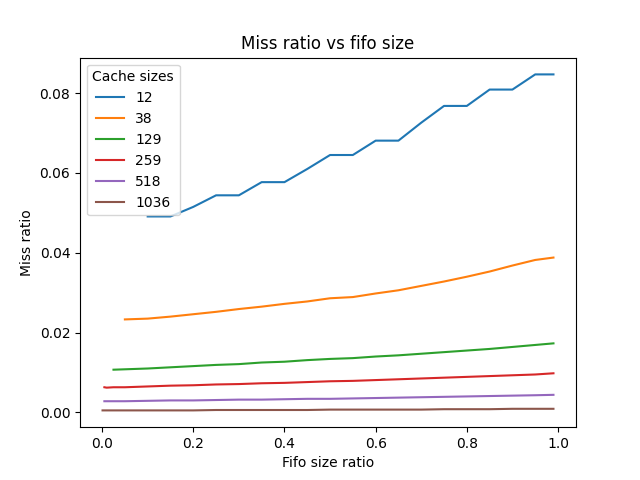 Miss ratio vs fifo size
Cache sizes
12
38
129
259
518
1036
0.08
0.06
0.04
0.02
0.00
Miss ratio
0.0 0.2 0.4 0.6 0.8 1.0
Fifo size ratio